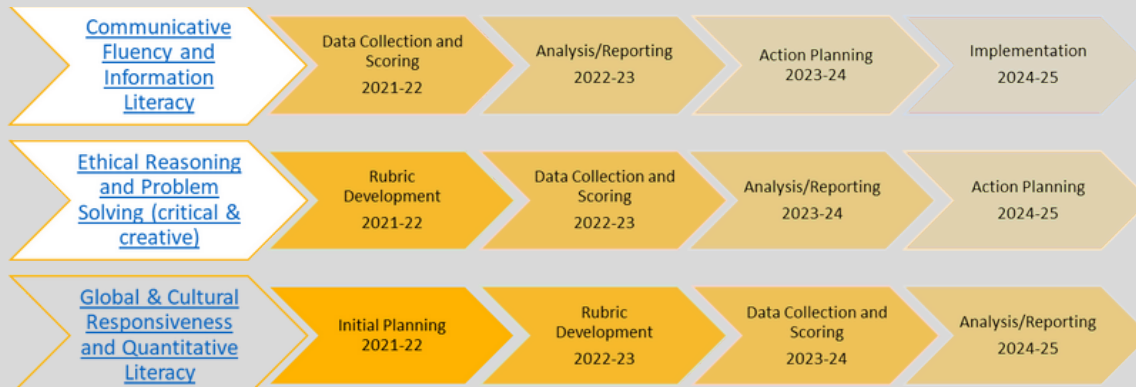 Communicative
Fluency and
Information
Literacy
Data Collection and
Scoring
2021-22
Analysis/Reporting
2022-23
Action Planning
2023-24
Implementation
2024-25
Ethical Reasoning
and Problem
Solving (critical &
creative)
Rubric
Development
2021-22
Data Collection and
Scoring
2022-23
Analysis/Reporting
2023-24
Action Planning
2024-25
Global & Cultural
Responsiveness
and Quantitative
Literacy
Initial Planning
2021-22
Rubric
Development
2022-23
Data Collection and
Scoring
2023-24
Analysis/Reporting
2024-25